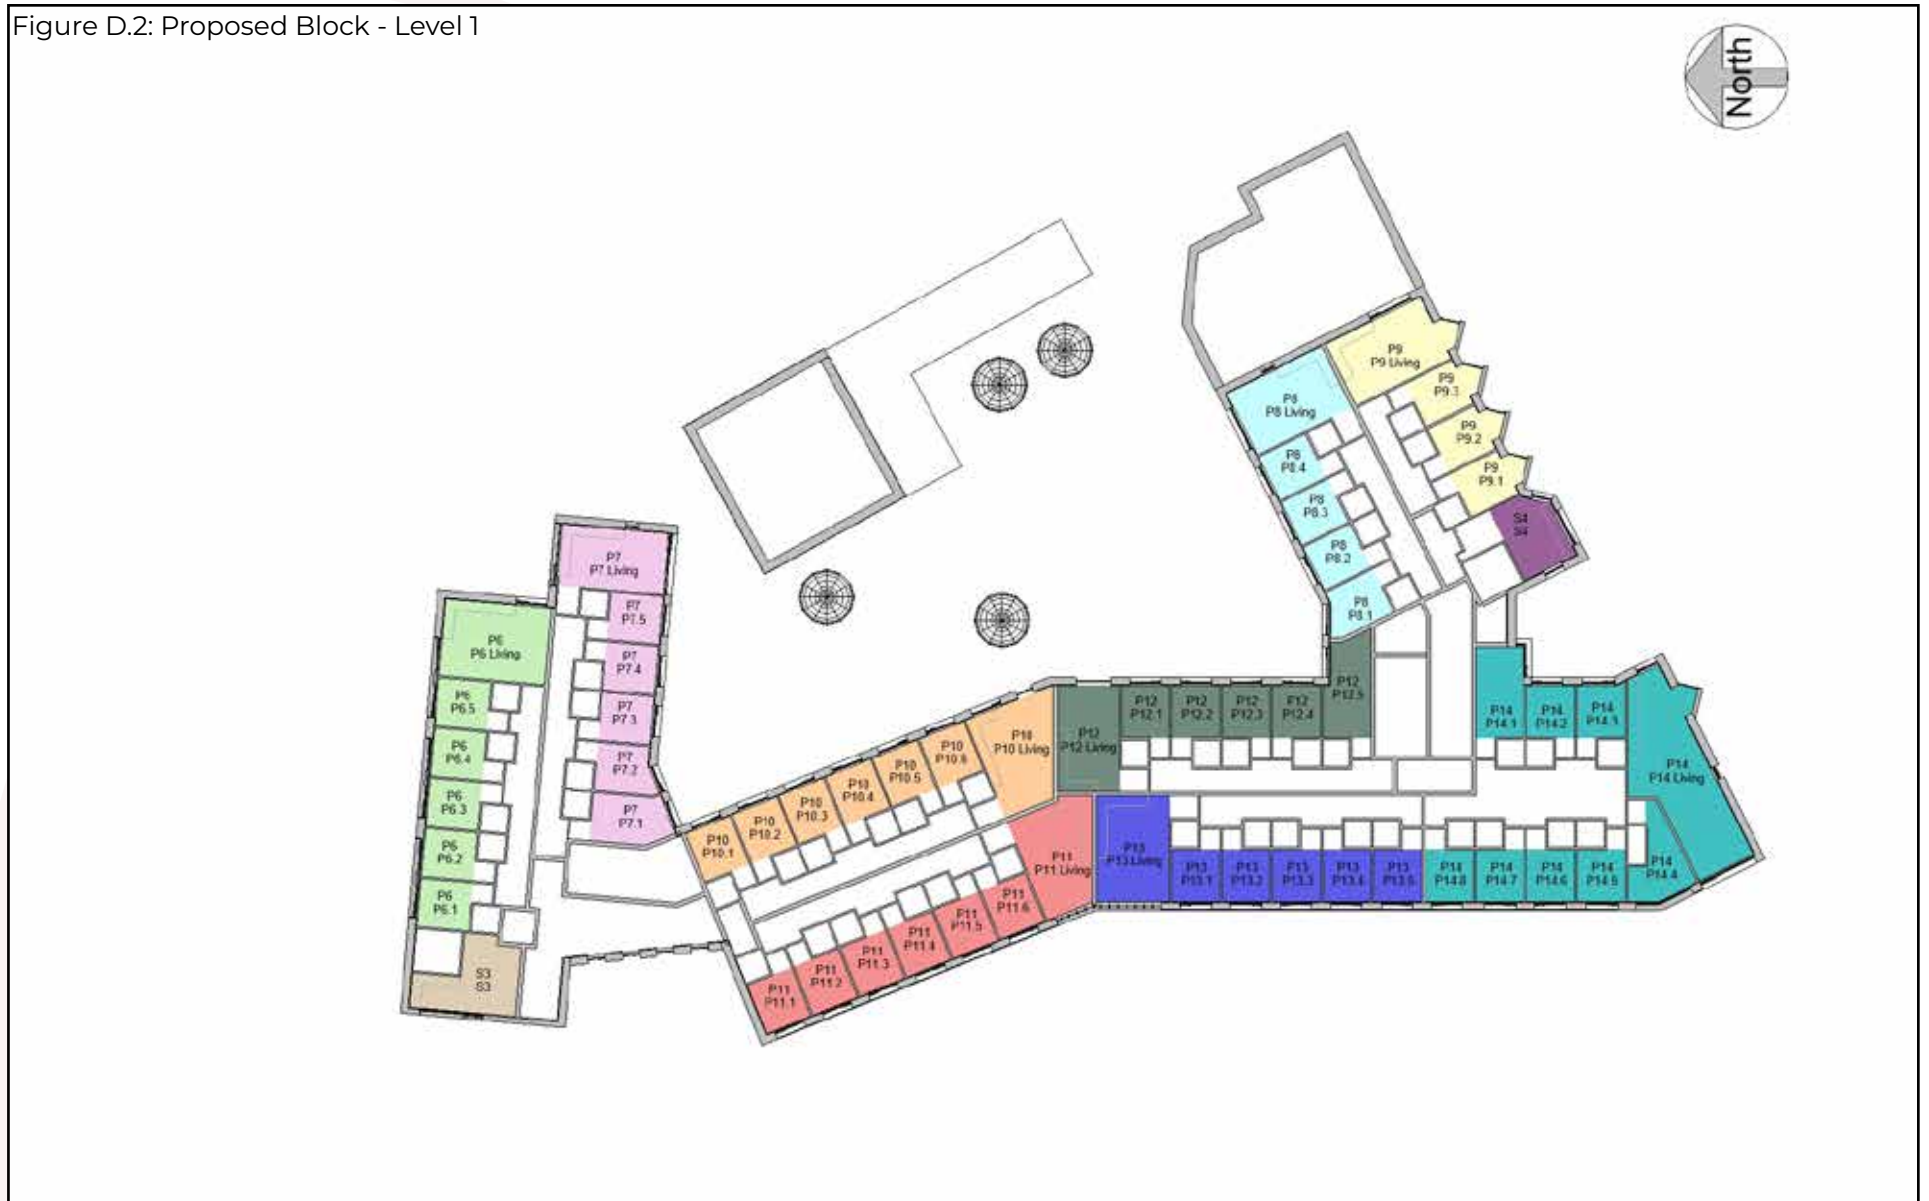 Figure D.2: Proposed Block - Level 1
North
P9
P9 Living
P9
P9.3
P9
P9.2
P9
P9.1
S4
S4
P8
P8 Living
P8
P8.4
P8
P8.3
P8
P8.2
P8
P8.1
P7
P7 Living
P7
P7.5
P7
P7.4
P7
P7.3
P7
P7.2
P7
P7.1
P6
P6 Living
P6
P6.5
P6
P6.4
P6
P6.3
P6
P6.2
P6
P6.1
S3
S3
P10
P10.1
P10
P10.2
P10
P10.3
P10
P10.4
P10
P10.5
P10
P10.6
P10
P10 Living
P12
P12 Living
P12
P12.1
P12
P12.2
P12
P12.3
P12
P12.4
P12
P12.5
P14
P14.1
P14
P14.2
P14
P14.3
P14
P14 Living
P11
P11.1
P11
P11.2
P11
P11.3
P11
P11.4
P11
P11.5
P11
P11.6
P11
P11 Living
P13
P13 Living
P13
P13.1
P13
P13.2
P13
P13.3
P13
P13
P14
P14.8
P14
P14.7
P14
P14.6
P14
P14.5
P14
P14.4